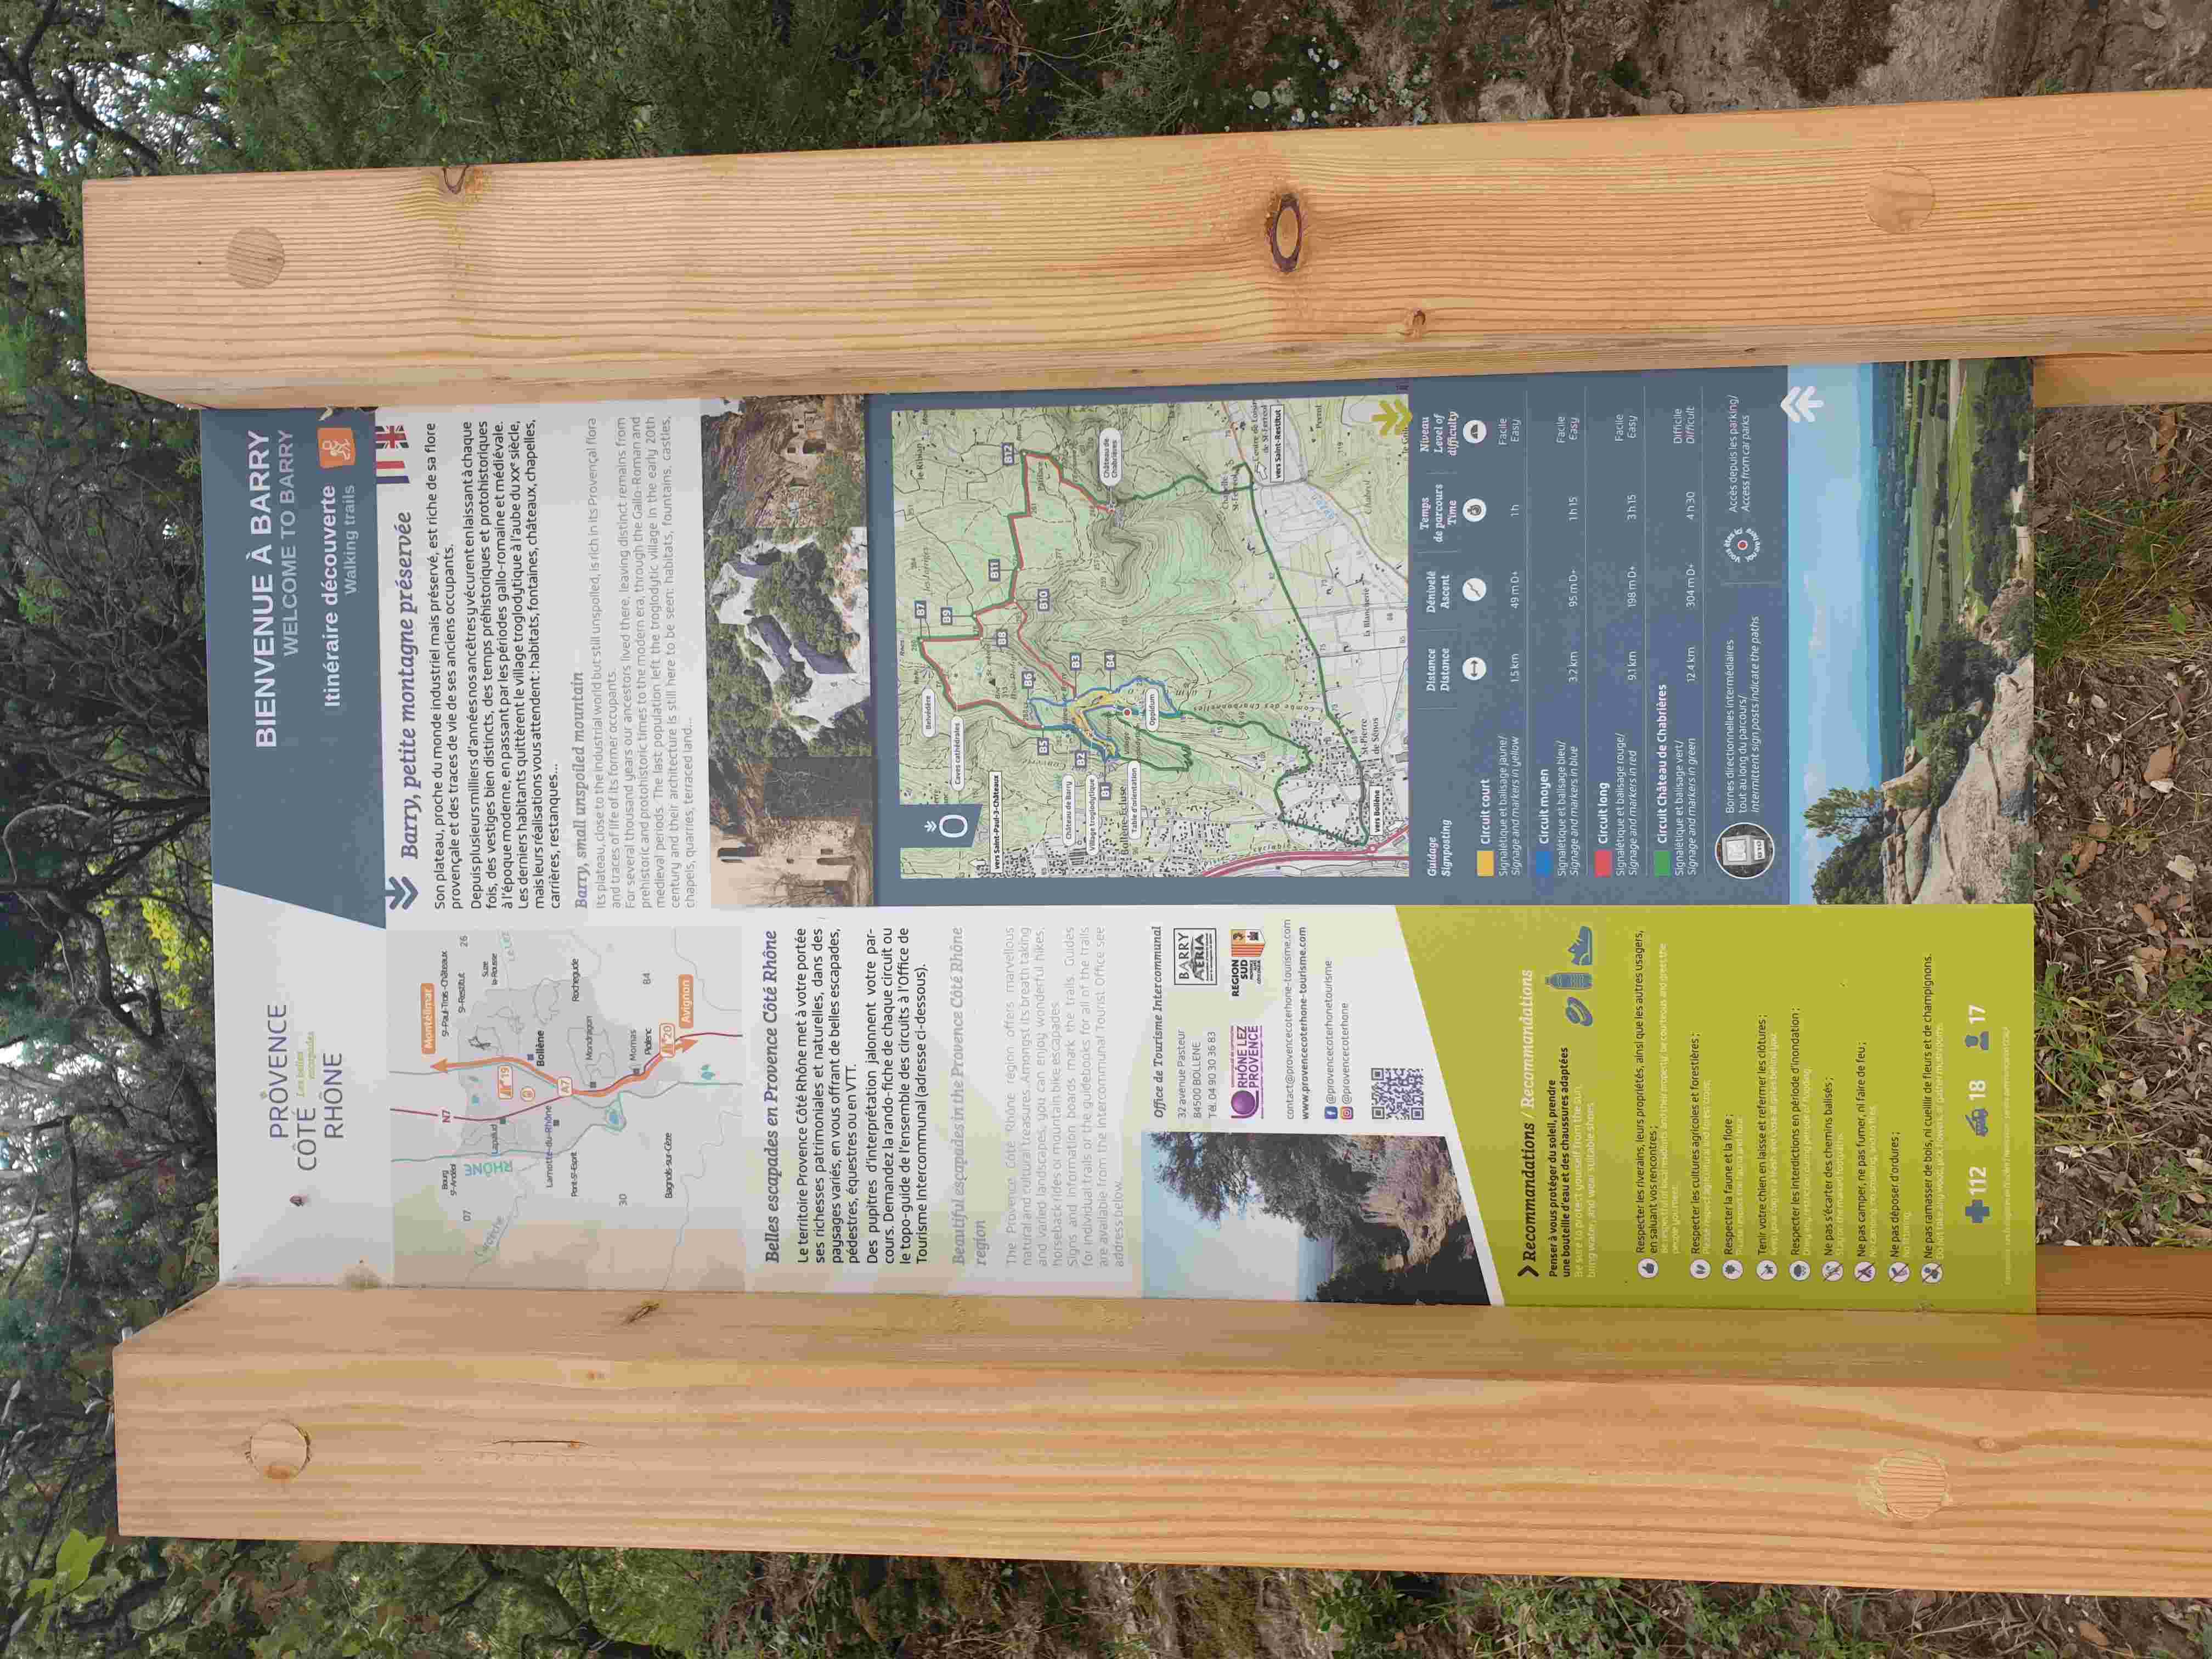 PROVENCE
CÔTÉ Les belles escapades
RHÔNE
BIENVENUE À BARRY
WELCOME TO BARRY
Itinéraire découverte
Walking trails
Montélimar
N7
Bourg
St-Andéol
St-Paul-Trois-Châteaux
St-Restitut
07
26
Suze
la-Rousse
L'Ardèche
RHÔNE
Lapalud
19
Le Lez
Bollène
Lamotte-du-Rhône
A7
Pont-St-Esprit
Rochegude
Mondragon
30
Mornas
Piolenc
84
Bagnols-sur-Cèze
20
Avignon
Belles escapades en Provence Côté Rhône
Le territoire Provence Côté Rhône met à votre portée
ses richesses patrimoniales et naturelles, dans des
paysages variés, en vous offrant de belles escapades,
pédestres, équestres ou en VTT.
Des pupitres d'interprétation jalonnent votre par-
cours. Demandez la rando-fiche de chaque circuit ou
le topo-guide de l'ensemble des circuits à l'Office de
Tourisme Intercommunal (adresse ci-dessous).
Beautiful escapades in the Provence Côté Rhône
region
The Provence Côté Rhône région offers marvellous
natural and cultural treasures. Amongst its breath taking
and varied landscapes, you can enjoy wonderful hikes,
horseback rides or mountain bike escapades.
Signs and information boards mark the trails. Guides
for individual trails or the guidebooks for all of the trails
are available from the Intercommunal Tourist Office see
address below.
Office de Tourisme Intercommunal
32 avenue Pasteur
84500 BOLLENE
Tél. 04 90 30 36 83
BARRY
AERIA
RHÔNE LEZ
PROVENCE
REGION
SUD
contact@provencecoterhone-tourisme.com
www.provencecoterhone-tourisme.com
@provencecoterhonetourisme
@provencecoterhone
Recommandations / Recommandations
Penser à vous protéger du soleil, prendre
une bouteille d'eau et des chaussures adaptées
Be sure to protect yourself from the sun,
bring water, and wear suitable shoes
Respecter les riverains, leurs propriétés, ainsi que les autres usagers,
en saluant vos rencontres ;
Be respectful of local residents and their property, be courteous and greet the
people you meet;
Respecter les cultures agricoles et forestières ;
Please respect agricultural and forest crops;
Respecter la faune et la flore ;
Please respect the fauna and flora;
Tenir votre chien en laisse et refermer les clôtures ;
Keep your dog on a leash and close all gates behind you;
Respecter les interdictions en période d'inondation ;
Obey any restriction during periods of flooding;
Ne pas s'écarter des chemins balisés ;
Stay on the marked footpaths;
Ne pas camper, ne pas fumer, ni faire de feu ;
No camping, no smoking, and no fires;
Ne pas déposer d'ordures ;
No littering;
Ne pas ramasser de bois, ni cueillir de fleurs et de champignons.
Do not take any wood, pick flowers, or gather mushrooms.
112 18 17
Barry, petite montagne préservée
Son plateau, proche du monde industriel mais préservé, est riche de sa flore
provençale et des traces de vie de ses anciens occupants.
Depuis plusieurs milliers d'années nos ancêtres y vécurent en laissant à chaque
fois, des vestiges bien distincts, des temps préhistoriques et protohistoriques
à l'époque moderne, en passant par les périodes gallo-romaine et médiévale.
Les derniers habitants quittèrent le village troglodytique à l'aube du XXe siècle,
mais leurs réalisations vous attendent : habitats, fontaines, châteaux, chapelles,
carrières, restanques...
Barry, small unspoiled mountain
Its plateau, close to the industrial world but still unspoiled, is rich in its Provençal flora
and traces of life of its former occupants.
For several thousand years our ancestors lived there, leaving distinct remains from
prehistoric and protohistoric times to the modern era, through the Gallo-Roman and
medieval periods. The last population left the troglodytic village in the early 20th
century and their architecture is still here to be seen: habitats, fountains, castles,
chapels, quarries, terraced land...
O
Belvédère
B7
le Ribian
Caves cathédrales
B9
vers Saint-Paul-3-Châteaux
B8
B11
B12
B6
B5
B10
Château de Barry
B2
B3
Village troglodytique
B1
B4
Château de
Chabrières
Bollène-Écluse
Table d'orientation
Oppidum
Chapelle
St-Ferréol
Centre de Loisirs
de St-Ferréol
vers Saint-Restitut
Perrot
St-Pierre
de Sénos
la Blancherie
Chabrol
vers Bollène
Guidage
Signposting
Distance
Distance
Dénivelé
Ascent
Temps
de parcours
Time
Niveau
Level of
difficulty
Circuit court
Signalétique et balisage jaune/
Signage and markers in yellow
1.5 km
49 m D+
1 h
Facile
Easy
Circuit moyen
Signalétique et balisage bleu/
Signage and markers in blue
3.2 km
95 m D+
1 h 15
Facile
Easy
Circuit long
Signalétique et balisage rouge/
Signage and markers in red
9.1 km
198 m D+
3 h 15
Facile
Easy
Circuit Château de Chabrières
Signalétique et balisage vert/
Signage and markers in green
12.4 km
304 m D+
4 h 30
Difficile
Difficult
B10
Bornes directionnelles intermédiaires
tout au long du parcours/
Intermittent sign posts indicate the paths
Vous êtes ici
You are here
Accès depuis les parking/
Access from car parks